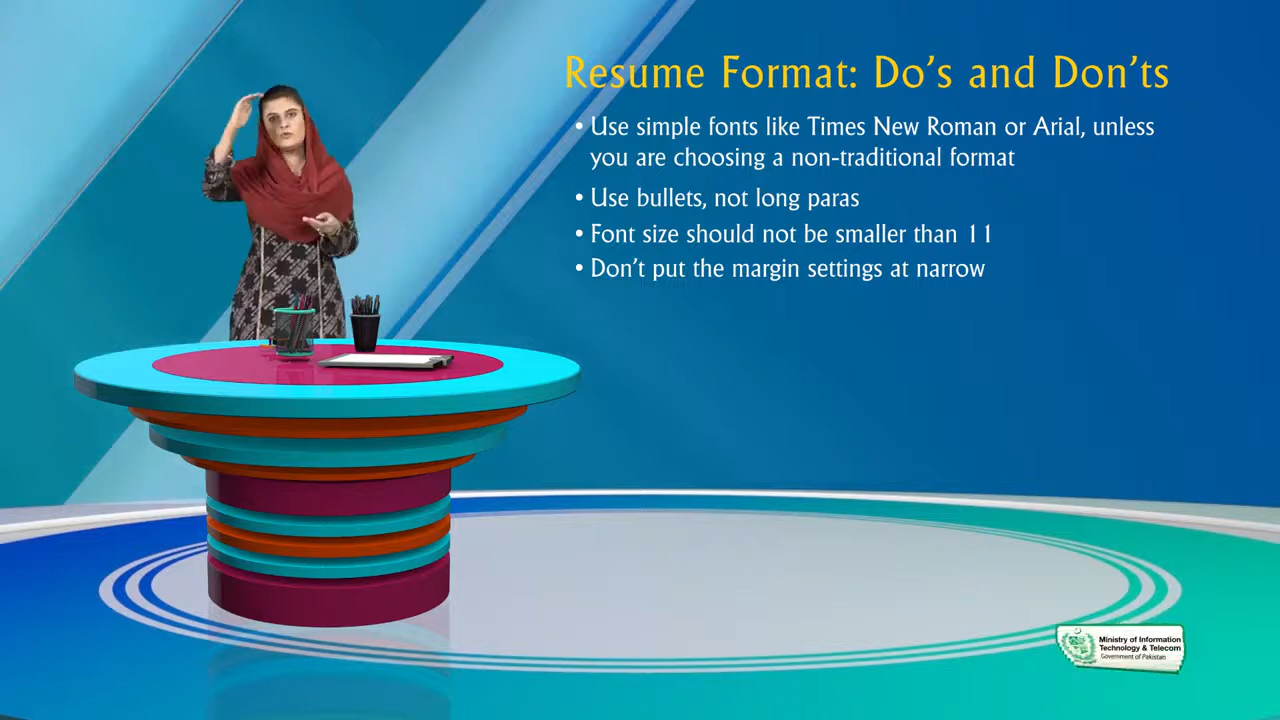 Resume Format: Do's and Don'ts
• Use simple fonts like Times New Roman or Arial, unless
you are choosing a non-traditional format
• Use bullets, not long paras
• Font size should not be smaller than 11
• Don't put the margin settings at narrow
Ministry of Information
Technology & Telecom
Government of Pakistan